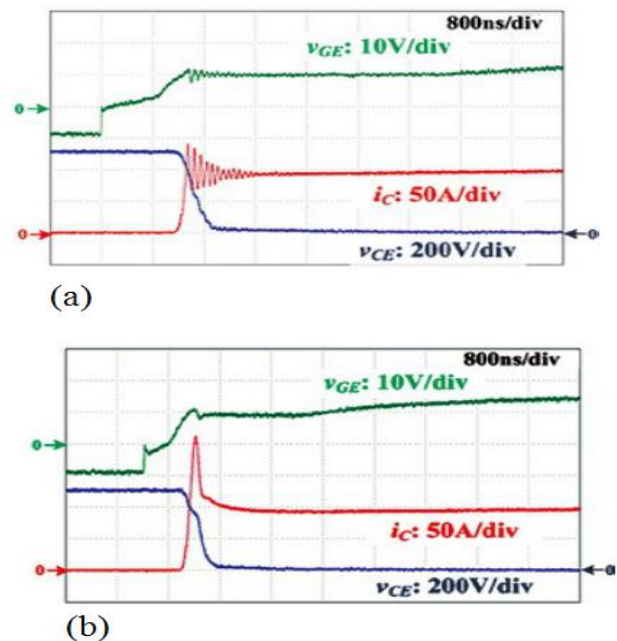 800ns/div
vGE: 10V/div
0
iC: 50A/div
0
vCE: 200V/div
0
(a)
800ns/div
vGE: 10V/div
0
iC: 50A/div
0
vCE: 200V/div
0
(b)